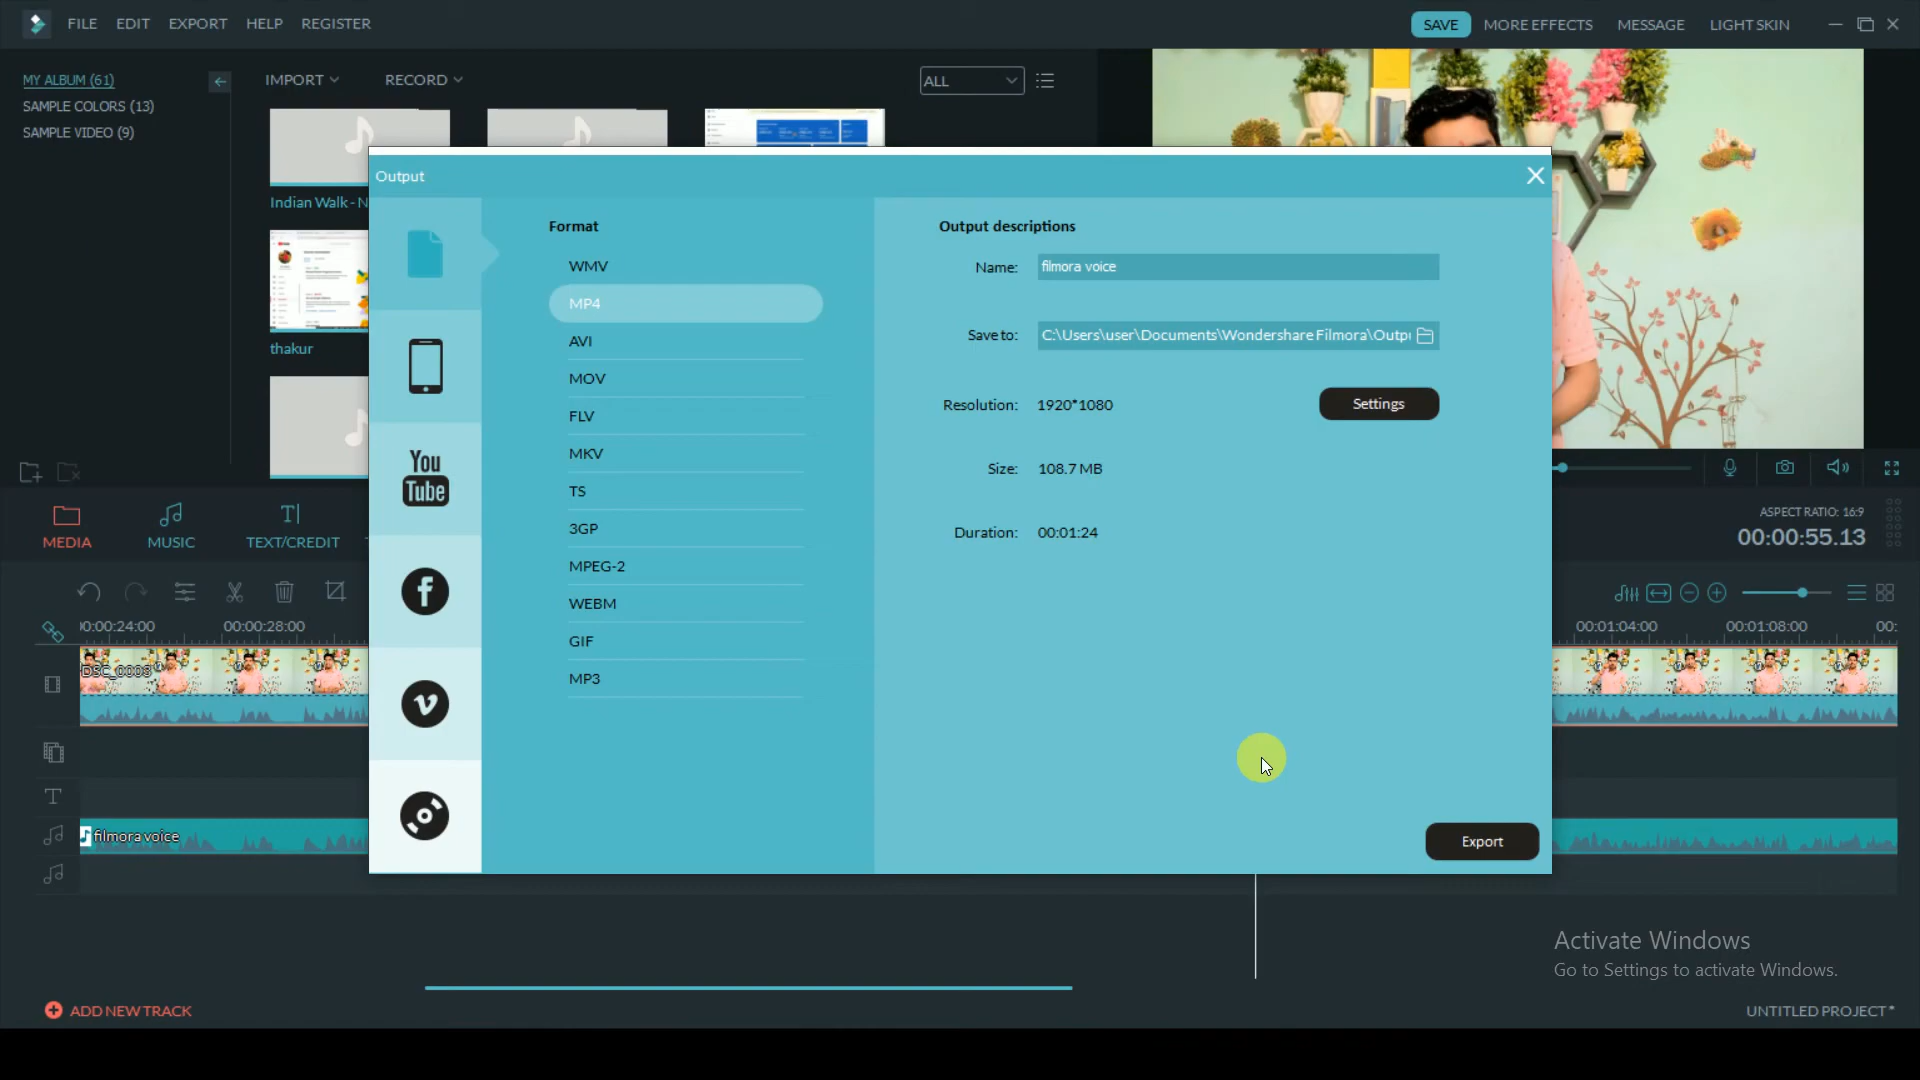 FILE EDIT EXPORT HELP REGISTER
SAVE MORE EFFECTS MESSAGE LIGHT SKIN
MY ALBUM (61)
SAMPLE COLORS (13)
SAMPLE VIDEO (9)
IMPORT RECORD ALL
Indian Walk - N
thakur
Output
Format
WMV
MP4
AVI
MOV
FLV
MKV
TS
3GP
MPEG-2
WEBM
GIF
MP3
You
Tube
Output descriptions
Name: filmora voice
Save to: C:\Users\user\Documents\Wondershare Filmora\Outp
Resolution: 1920*1080 Settings
Size: 108.7 MB
Duration: 00:01:24
Export
MEDIA MUSIC TEXT/CREDIT
ASPECT RATIO: 16:9
00:00:55.13
00:00:24:00 00:00:28:00 00:01:04:00 00:01:08:00 00:
DSC_0008
filmora voice
Activate Windows
Go to Settings to activate Windows.
ADD NEW TRACK
UNTITLED PROJECT *